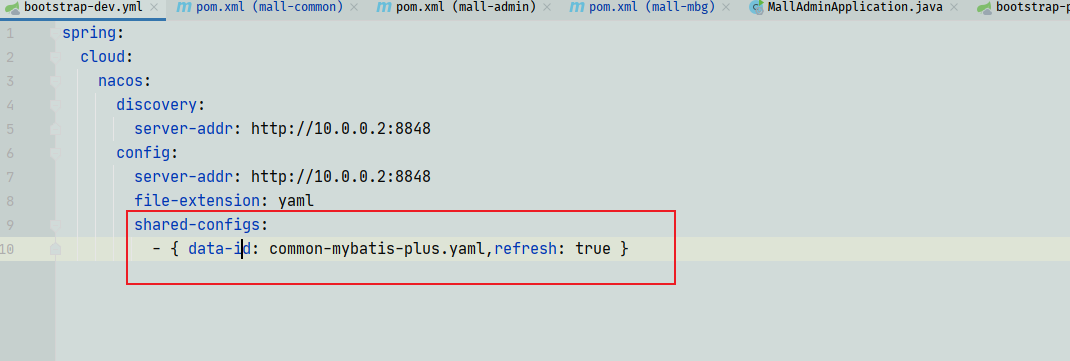 bootstrap-dev.yml pom.xml (mall-common) pom.xml (mall-admin) pom.xml (mall-mbg) MallAdminApplication.java bootstrap-p
1 spring:
2 cloud:
3 nacos:
4 discovery:
5 server-addr: http://10.0.0.2:8848
6 config:
7 server-addr: http://10.0.0.2:8848
8 file-extension: yaml
9 shared-configs:
10 - { data-id: common-mybatis-plus.yaml,refresh: true }